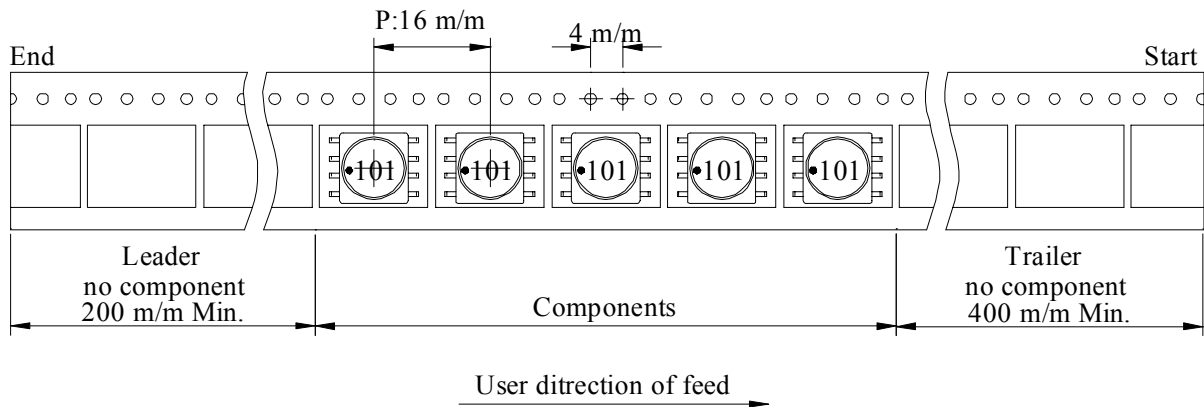 P:16 m/m
4 m/m
End
Start
101 101 101 101 101
Leader
no component
200 m/m Min.
Components
Trailer
no component
400 m/m Min.
User ditrection of feed